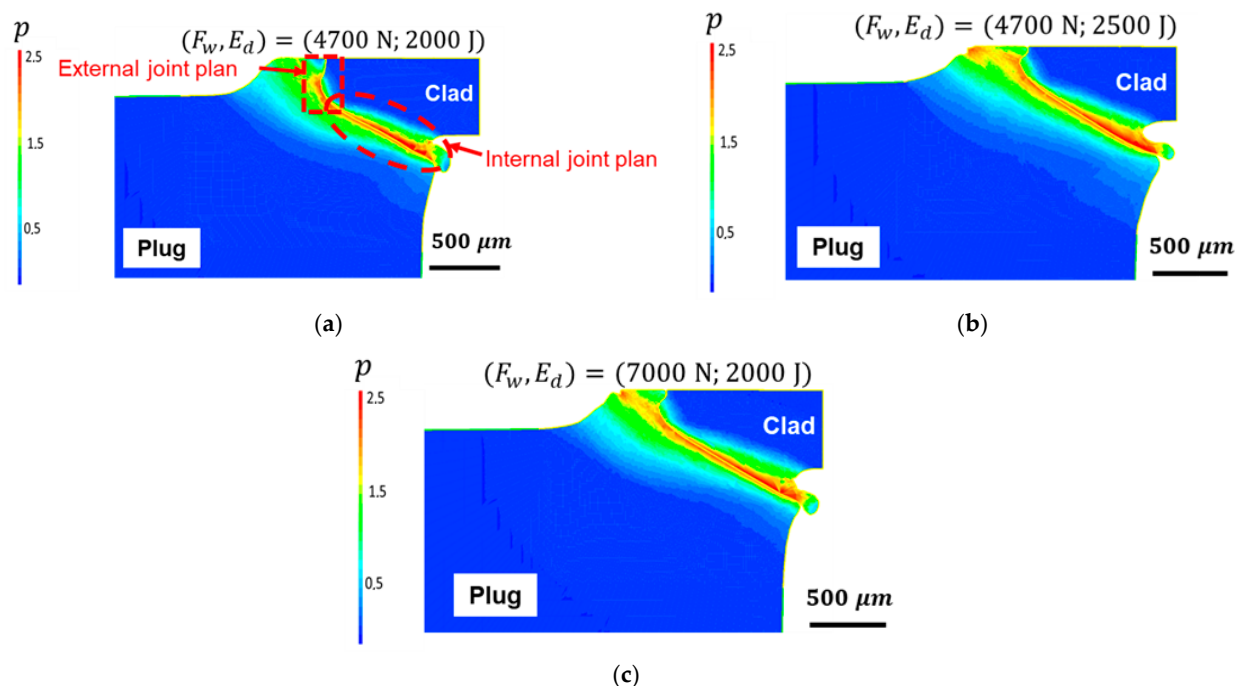 p
(F_w, E_d) = (4700 N; 2000 J)
2.5
External joint plan
Clad
1.5
Internal joint plan
0,5
Plug
500 μm
(a)
p
(F_w, E_d) = (4700 N; 2500 J)
2.5
Clad
1.5
0,5
Plug
500 μm
(b)
p
(F_w, E_d) = (7000 N; 2000 J)
2.5
Clad
1.5
0,5
Plug
500 μm
(c)